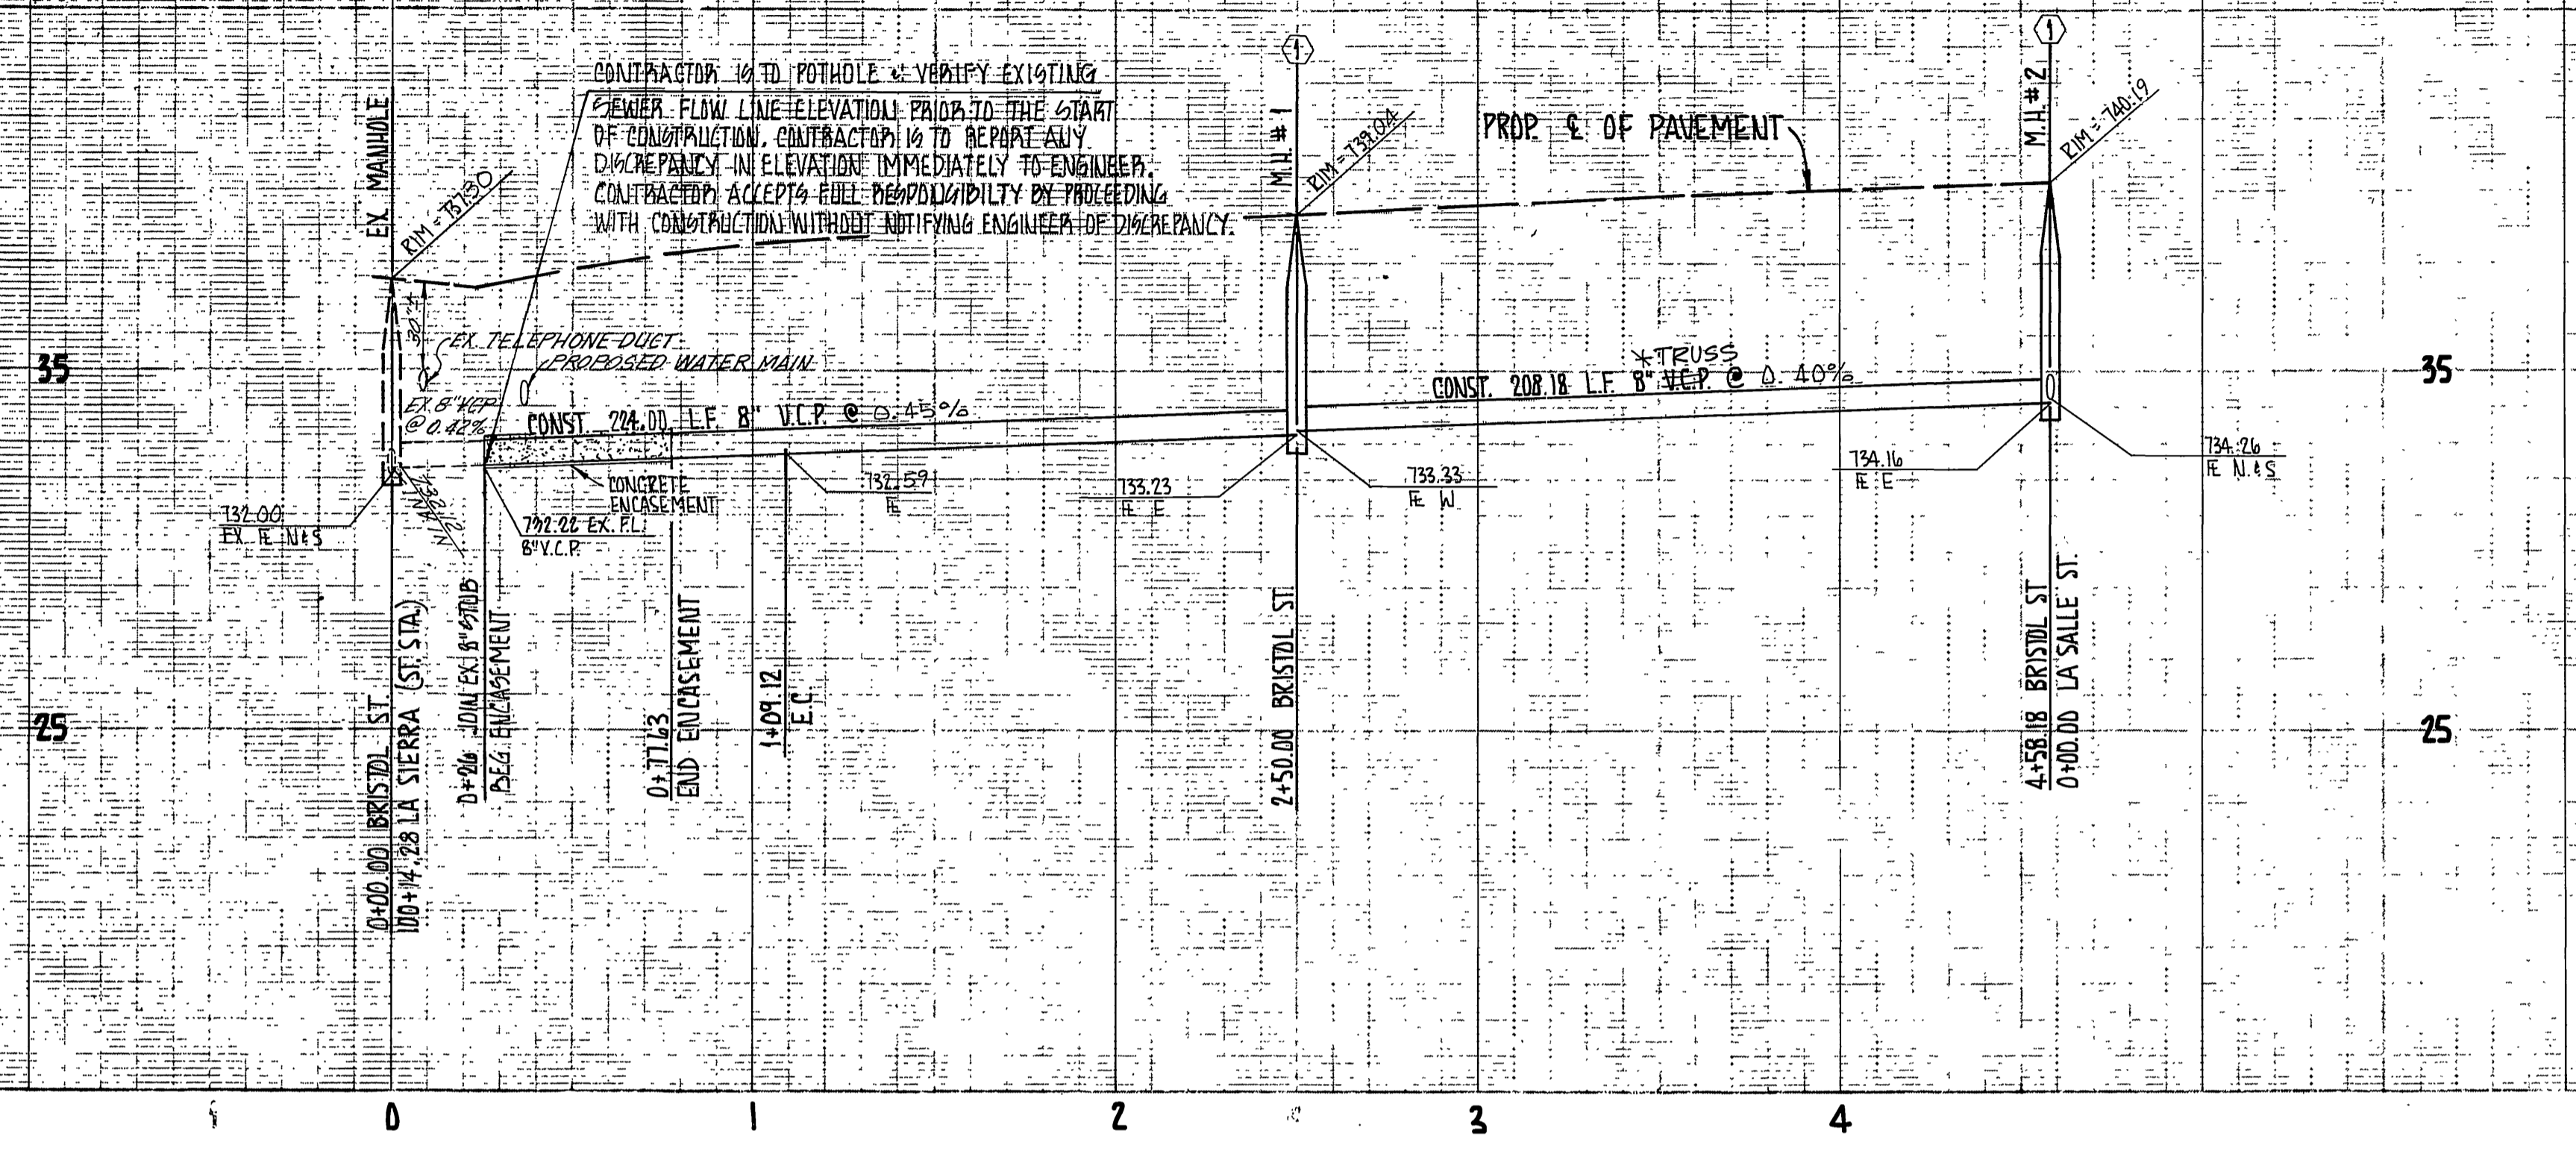 EX. MANHOLE
RIM = 737.30
CONTRACTOR IS TO POTHOLE & VERIFY EXISTING
SEWER FLOW LINE ELEVATION PRIOR TO THE START
OF CONSTRUCTION. CONTRACTOR IS TO REPORT ANY
DISCREPANCY IN ELEVATION IMMEDIATELY TO ENGINEER.
CONTRACTOR ACCEPTS FULL RESPONSIBILTY BY PROCEEDING
WITH CONSTRUCTION WITHOUT NOTIFYING ENGINEER OF DISCREPANCY.
1
M.H. #1
RIM = 739.04
PROP. ℄ OF PAVEMENT
1
M.H. #2
RIM = 740.19
30"±
EX. TELEPHONE DUCT
PROPOSED WATER MAIN
35
35
EX. 8" VCP
@ 0.42%
CONST. 224.00 L.F. 8" V.C.P. @ 0.45%
*TRUSS
CONST. 208.18 L.F. 8" V.C.P. @ 0.40%
732.00
EX. FL N & S
CONCRETE
ENCASEMENT
732.22 EX. F.L.
8" V.C.P.
732.59
FL
733.23
FL E
733.33
FL W
734.16
FL E
734.26
FL N. & S
0+00.00 BRISTOL ST.
100+14.28 LA SIERRA (ST. STA.)
0+26 JOIN EX. 8" STUB
BEG ENCASEMENT
0+77.63
END ENCASEMENT
1+09.12
E.C.
2+50.00 BRISTOL ST.
4+58.18 BRISTOL ST
0+00.00 LA SALLE ST.
25
25
1 0 1 2 3 4